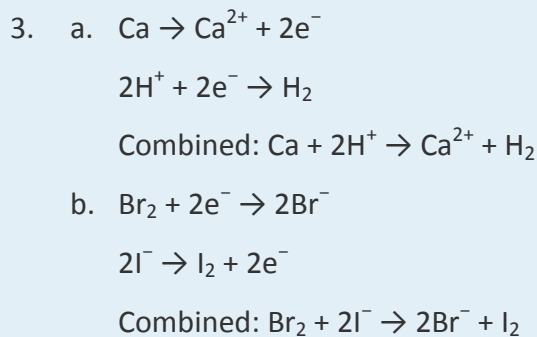 3. a. Ca → Ca²⁺ + 2e⁻
2H⁺ + 2e⁻ → H₂
Combined: Ca + 2H⁺ → Ca²⁺ + H₂
b. Br₂ + 2e⁻ → 2Br⁻
2I⁻ → I₂ + 2e⁻
Combined: Br₂ + 2I⁻ → 2Br⁻ + I₂